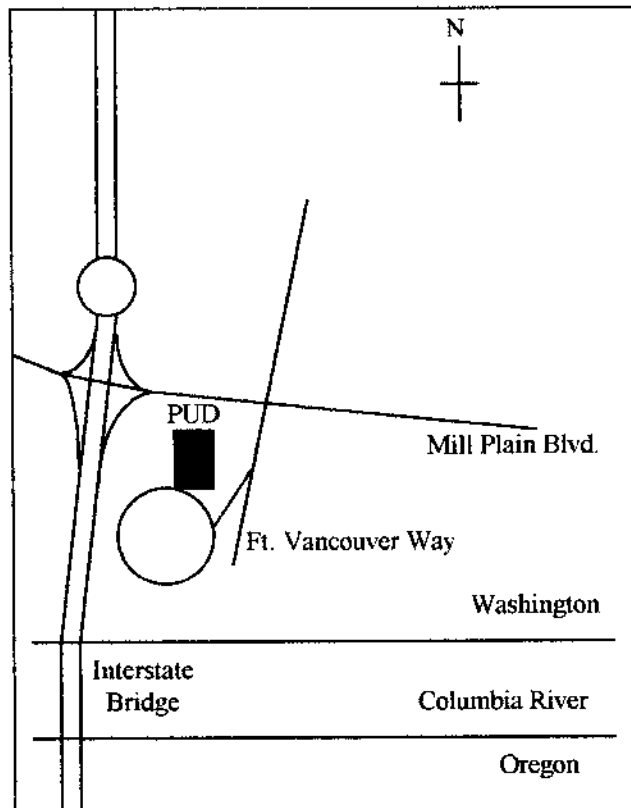 N
PUD
Mill Plain Blvd.
Ft. Vancouver Way
Washington
Interstate
Bridge
Columbia River
Oregon